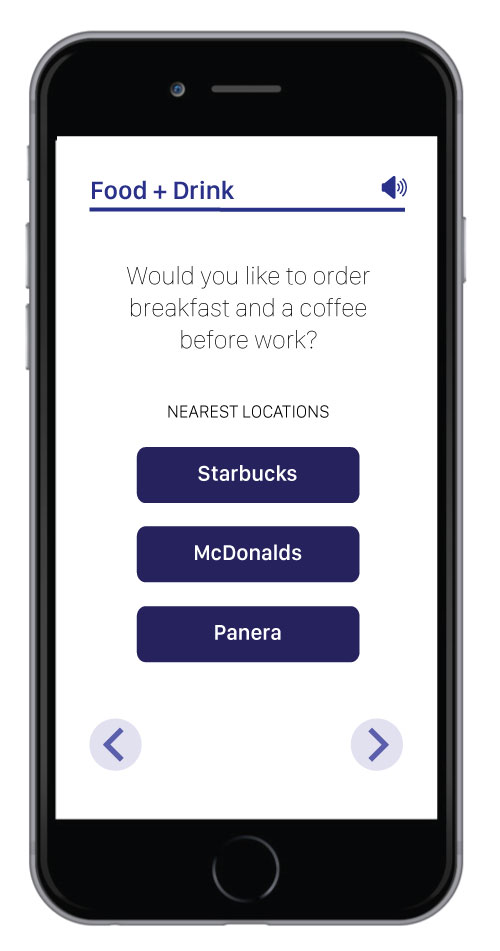 Food + Drink
Would you like to order
breakfast and a coffee
before work?
NEAREST LOCATIONS
Starbucks
McDonalds
Panera